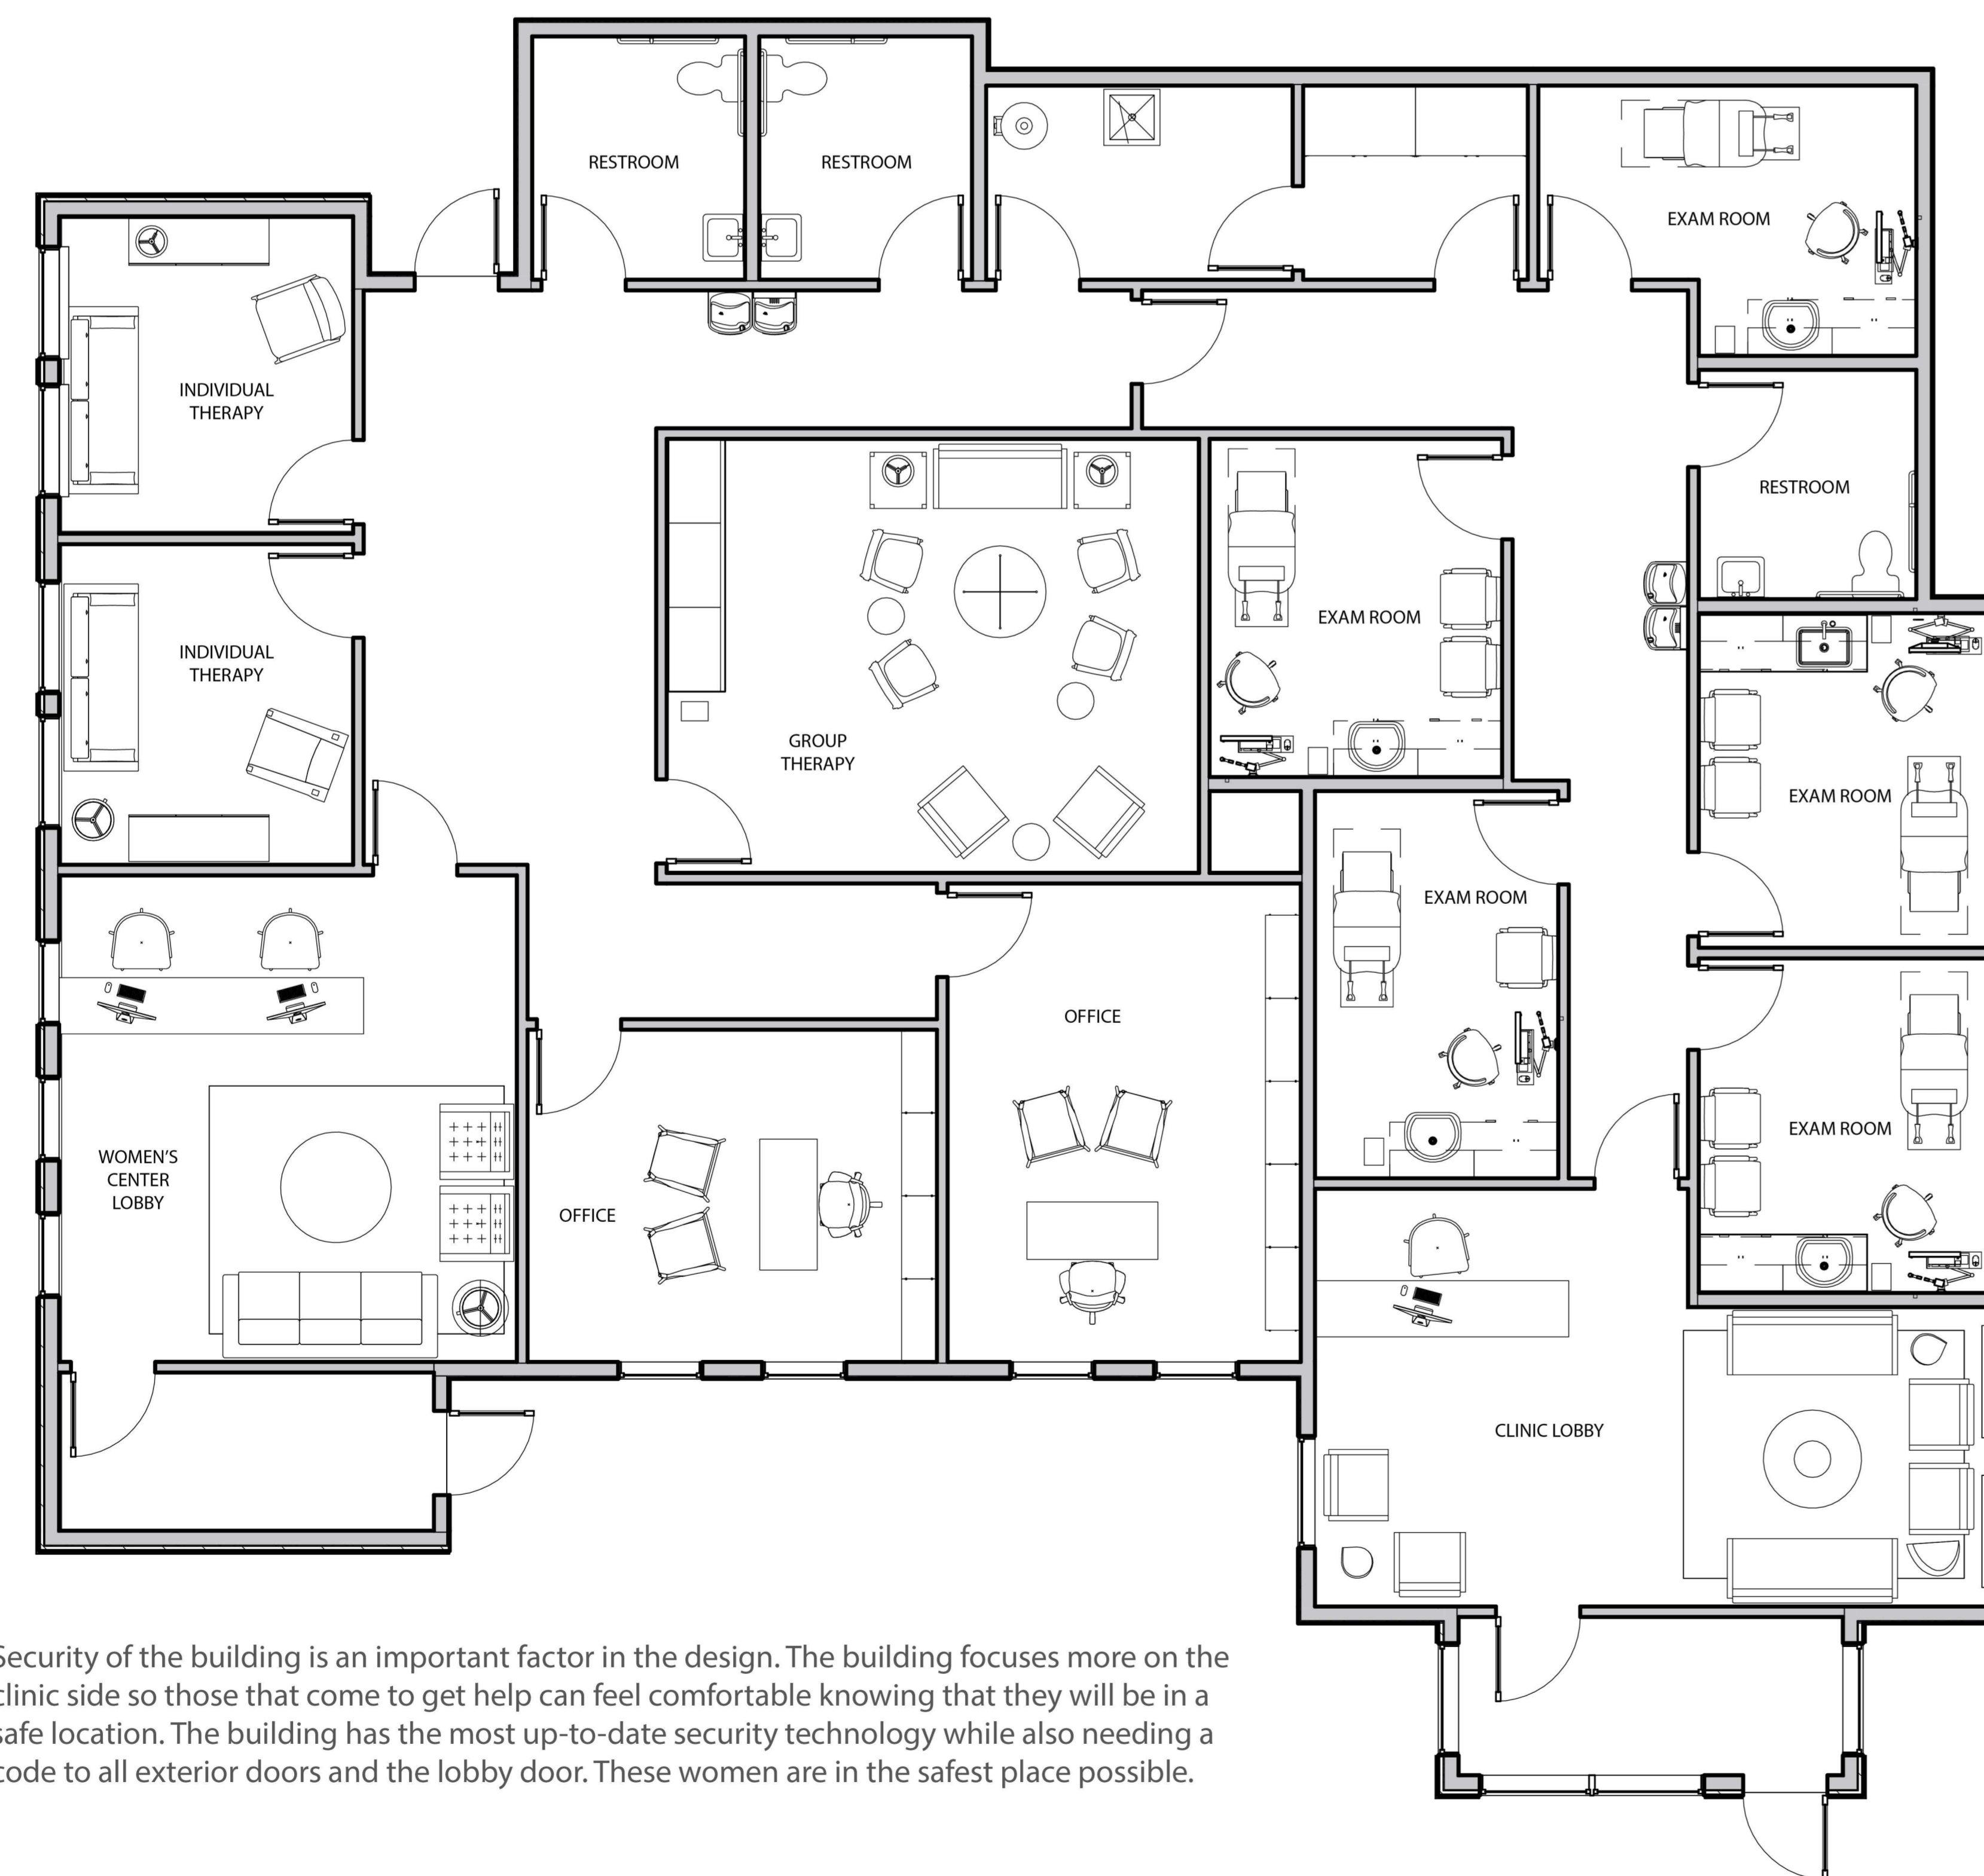 RESTROOM
RESTROOM
EXAM ROOM
INDIVIDUAL
THERAPY
RESTROOM
EXAM ROOM
INDIVIDUAL
THERAPY
GROUP
THERAPY
EXAM ROOM
EXAM ROOM
OFFICE
EXAM ROOM
WOMEN'S
CENTER
LOBBY
OFFICE
CLINIC LOBBY
Security of the building is an important factor in the design. The building focuses more on the
clinic side so those that come to get help can feel comfortable knowing that they will be in a
safe location. The building has the most up-to-date security technology while also needing a
code to all exterior doors and the lobby door. These women are in the safest place possible.